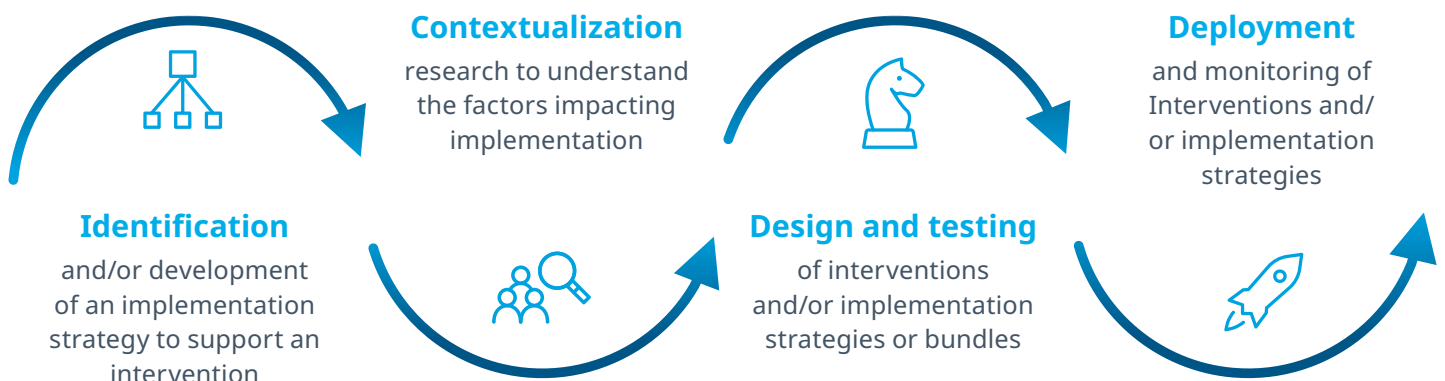 Identification
and/or development
of an implementation
strategy to support an
intervention
Contextualization
research to understand
the factors impacting
implementation
Design and testing
of interventions
and/or implementation
strategies or bundles
Deployment
and monitoring of
Interventions and/
or implementation
strategies